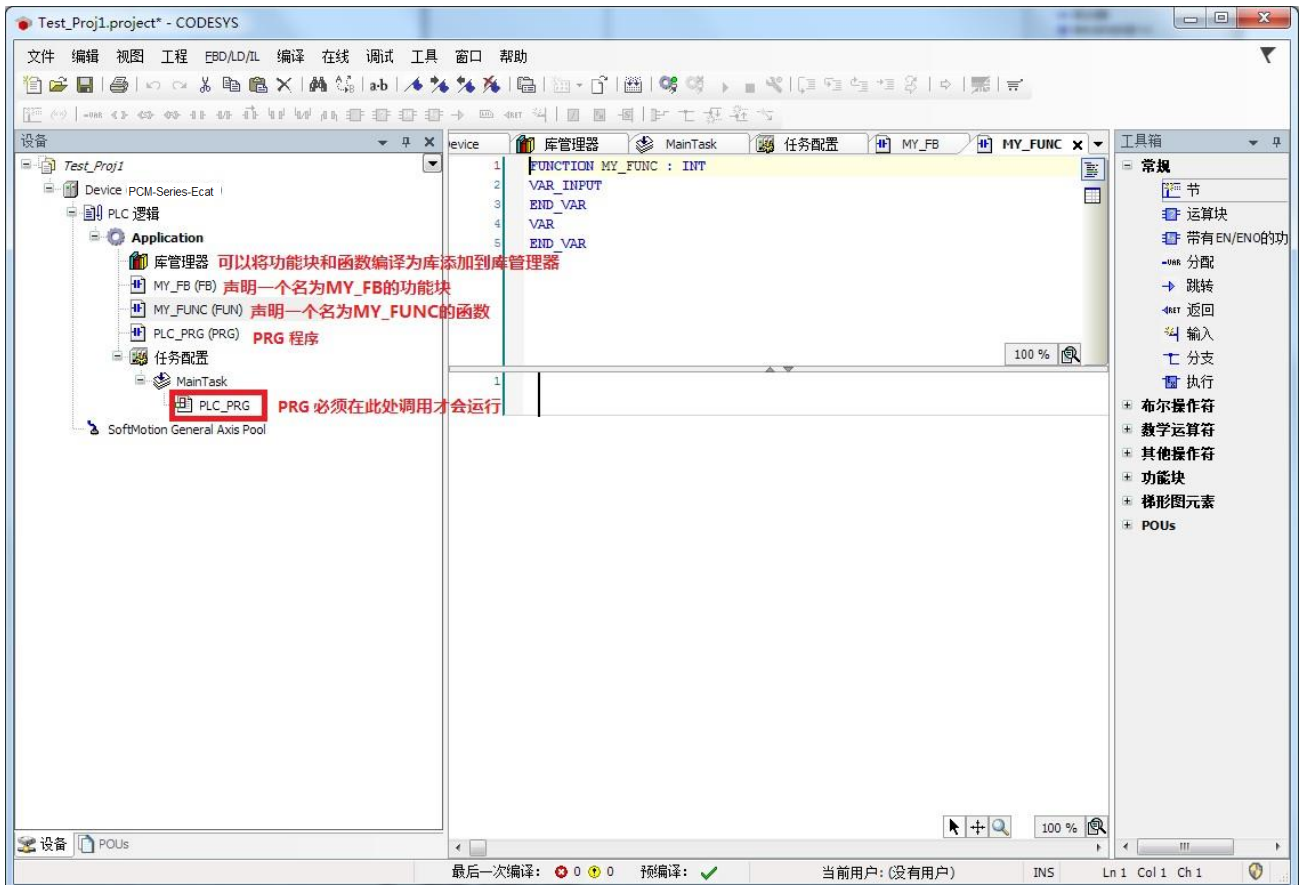 Test_Proj1.project* - CODESYS
文件 编辑 视图 工程 FBD/LD/IL 编译 在线 调试 工具 窗口 帮助
设备
Test_Proj1
Device (PCM-Series-Ecat)
PLC 逻辑
Application
库管理器 可以将功能块和函数编译为库添加到库管理器
MY_FB (FB) 声明一个名为MY_FB的功能块
MY_FUNC (FUN) 声明一个名为MY_FUNC的函数
PLC_PRG (PRG) PRG 程序
任务配置
MainTask
PLC_PRG PRG 必须在此处调用才会运行
SoftMotion General Axis Pool
设备 POUs
evice 库管理器 MainTask 任务配置 MY_FB MY_FUNC
1 FUNCTION MY_FUNC : INT
2 VAR_INPUT
3 END_VAR
4 VAR
5 END_VAR
100 %
1
100 %
工具箱
常规
节
运算块
带有EN/ENO的功
VAR 分配
跳转
RET 返回
输入
分支
执行
布尔操作符
数学运算符
其他操作符
功能块
梯形图元素
POUs
最后一次编译: 0 0 预编译: 当前用户: (没有用户) INS Ln 1 Col 1 Ch 1